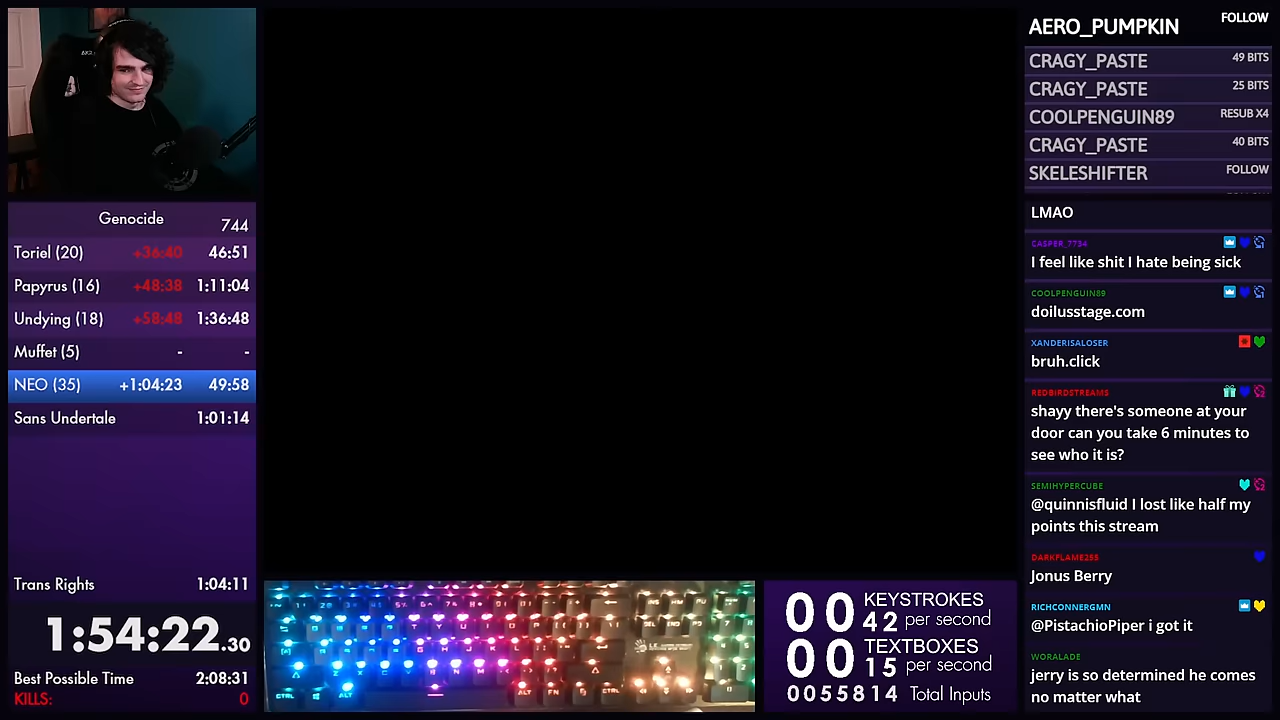 Genocide
744
Toriel (20) +36:40 46:51
Papyrus (16) +48:38 1:11:04
Undying (18) +58:48 1:36:48
Muffet (5) - -
NEO (35) +1:04:23 49:58
Sans Undertale 1:01:14
Trans Rights 1:04:11
1:54:22.30
Best Possible Time 2:08:31
KILLS: 0
CTRL ALT ALT FN CTRL
00 42 KEYSTROKES per second
00 15 TEXTBOXES per second
0055814 Total Inputs
AERO_PUMPKIN FOLLOW
CRAGY_PASTE 49 BITS
CRAGY_PASTE 25 BITS
COOLPENGUIN89 RESUB X4
CRAGY_PASTE 40 BITS
SKELESHIFTER FOLLOW
LMAO
CASPER_7734
I feel like shit I hate being sick
COOLPENGUIN89
doilusstage.com
XANDERISALOSER
bruh.click
REDBIRDSTREAMS
shayy there's someone at your
door can you take 6 minutes to
see who it is?
SEMIHYPERCUBE
@quinnisfluid I lost like half my
points this stream
DARKFLAME255
Jonus Berry
RICHCONNERGMN
@PistachioPiper i got it
WORALADE
jerry is so determined he comes
no matter what